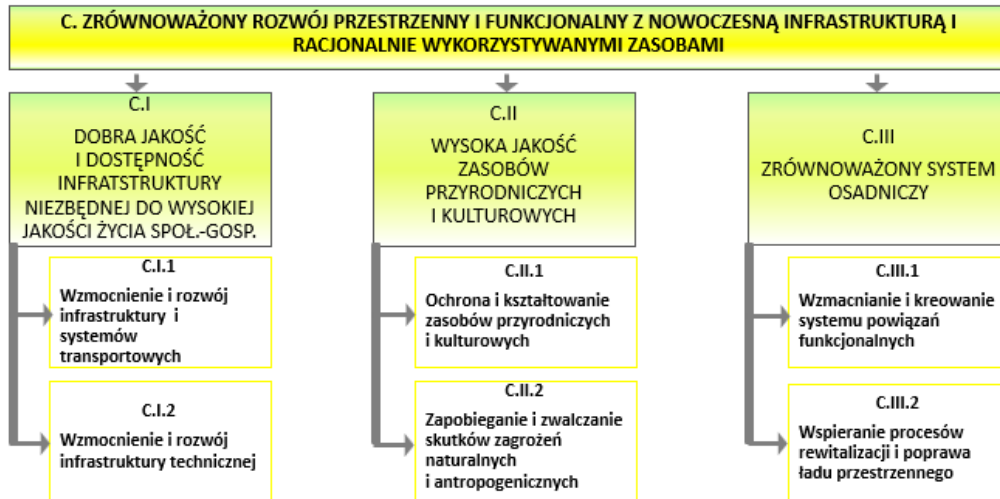 C. ZRÓWNOWAŻONY ROZWÓJ PRZESTRZENNY I FUNKCJONALNY Z NOWOCZESNĄ INFRASTRUKTURĄ I
RACJONALNIE WYKORZYSTYWANYMI ZASOBAMI
C.I
DOBRA JAKOŚĆ
I DOSTĘPNOŚĆ
INFRATSTRUKTURY
NIEZBĘDNEJ DO WYSOKIEJ
JAKOŚCI ŻYCIA SPOŁ.-GOSP.
C.I.1
Wzmocnienie i rozwój
infrastruktury i
systemów
transportowych
C.I.2
Wzmocnienie i rozwój
infrastruktury technicznej
C.II
WYSOKA JAKOŚĆ
ZASOBÓW
PRZYRODNICZYCH
I KULTUROWYCH
C.II.1
Ochrona i kształtowanie
zasobów przyrodniczych
i kulturowych
C.II.2
Zapobieganie i zwalczanie
skutków zagrożeń
naturalnych
i antropogenicznych
C.III
ZRÓWNOWAŻONY SYSTEM
OSADNICZY
C.III.1
Wzmacnianie i kreowanie
systemu powiązań
funkcjonalnych
C.III.2
Wspieranie procesów
rewitalizacji i poprawa
ładu przestrzennego